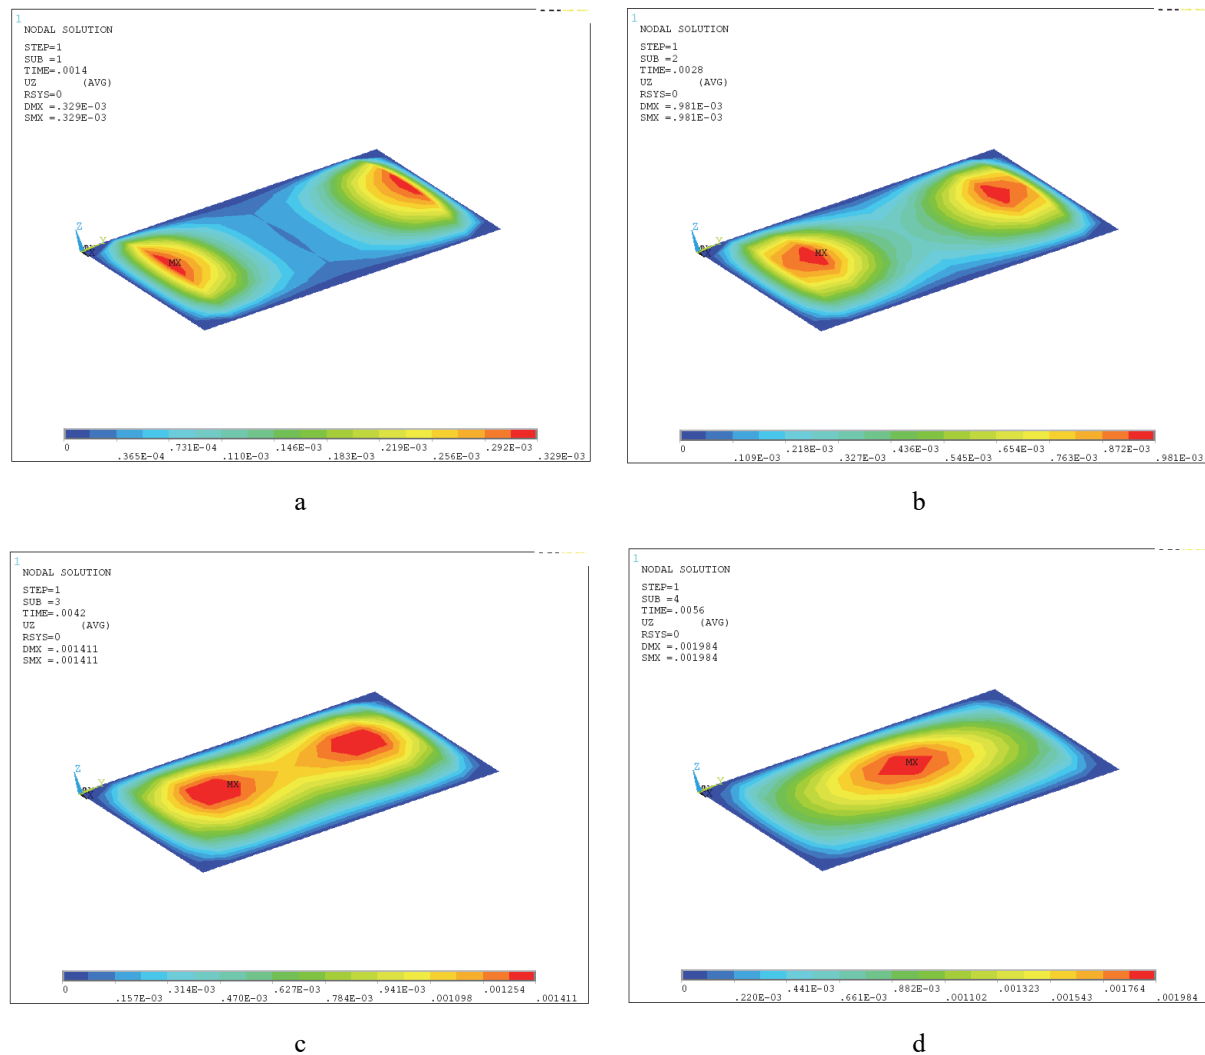 1
NODAL SOLUTION
STEP=1
SUB =1
TIME=.0014
UZ (AVG)
RSYS=0
DMX =.329E-03
SMX =.329E-03
Z
Y
MX
0 .731E-04 .146E-03 .219E-03 .292E-03
.365E-04 .110E-03 .183E-03 .256E-03 .329E-03
a
1
NODAL SOLUTION
STEP=1
SUB =2
TIME=.0028
UZ (AVG)
RSYS=0
DMX =.981E-03
SMX =.981E-03
Z
Y
MX
0 .218E-03 .436E-03 .654E-03 .872E-03
.109E-03 .327E-03 .545E-03 .763E-03 .981E-03
b
1
NODAL SOLUTION
STEP=1
SUB =3
TIME=.0042
UZ (AVG)
RSYS=0
DMX =.001411
SMX =.001411
Z
Y
MX
0 .314E-03 .627E-03 .941E-03 .001254
.157E-03 .470E-03 .784E-03 .001098 .001411
c
1
NODAL SOLUTION
STEP=1
SUB =4
TIME=.0056
UZ (AVG)
RSYS=0
DMX =.001984
SMX =.001984
Z
Y
MX
0 .441E-03 .882E-03 .001323 .001764
.220E-03 .661E-03 .001102 .001543 .001984
d